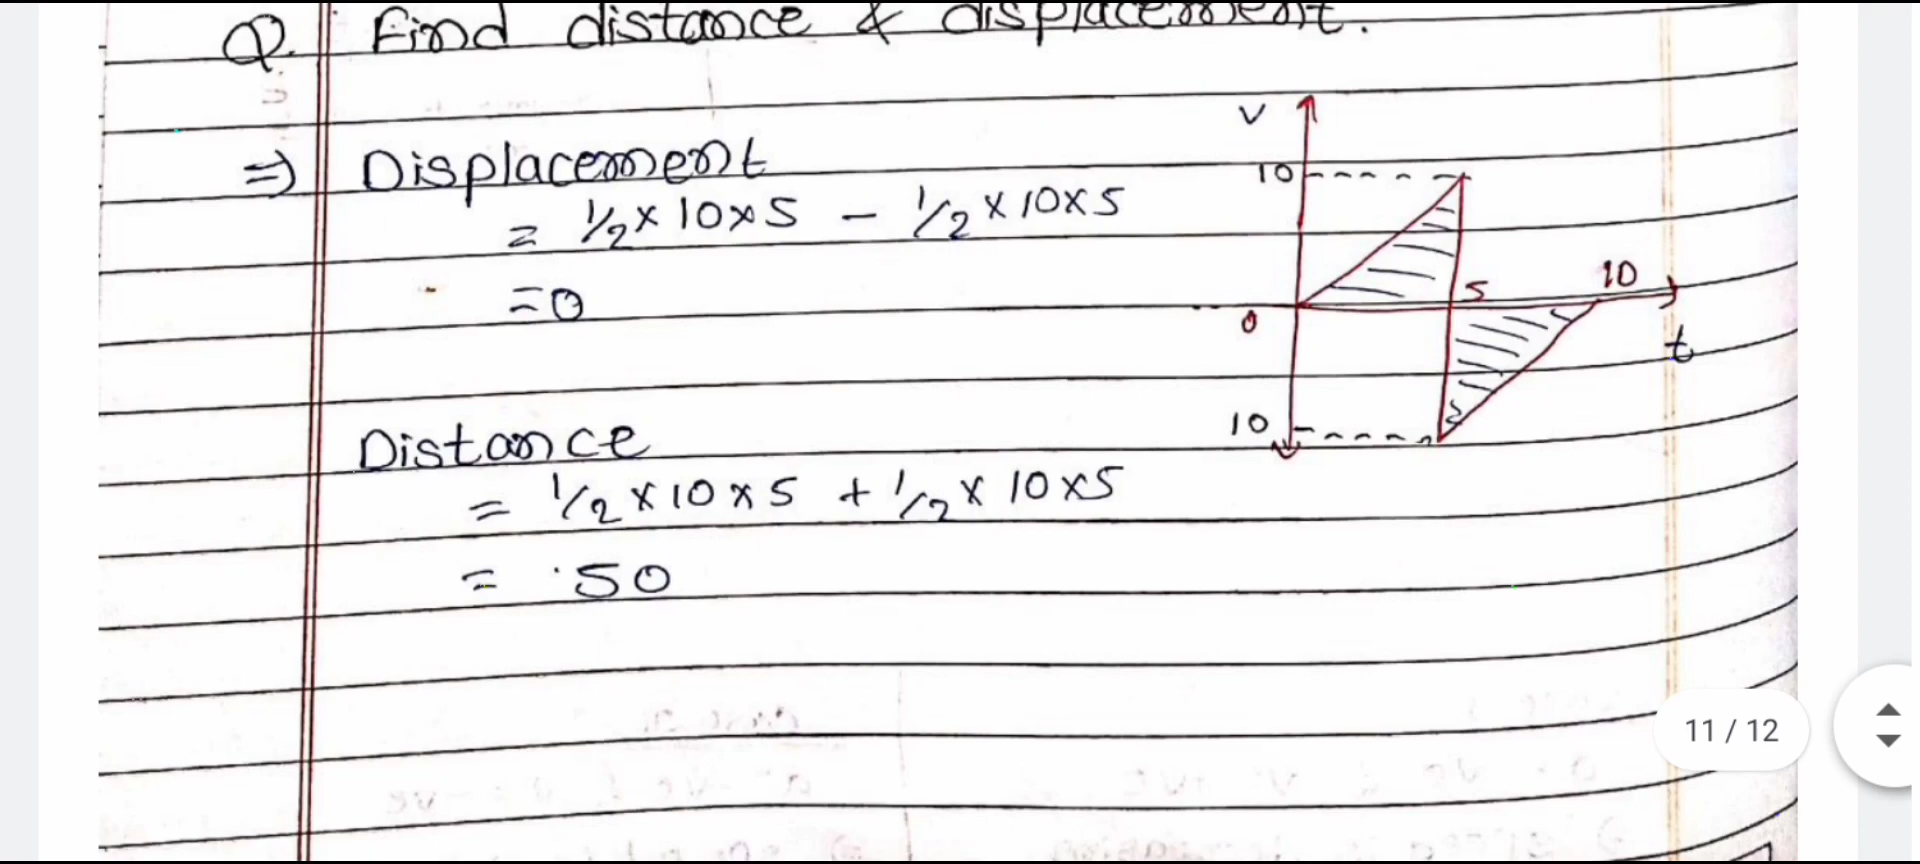 Q. Find distance & displacement.
=) Displacement
= 1/2 x 10 x 5 - 1/2 x 10 x 5
= 0
v
10
5
10
0
t
10
Distance
= 1/2 x 10 x 5 + 1/2 x 10 x 5
= 50
11 / 12